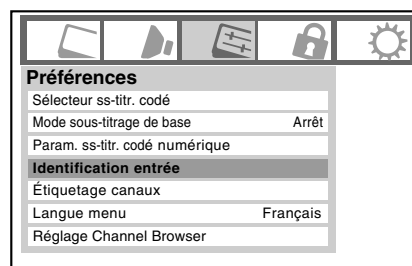 Préférences
Sélecteur ss-titr. codé
Mode sous-titrage de base Arrêt
Param. ss-titr. codé numérique
Identification entrée
Étiquetage canaux
Langue menu Français
Réglage Channel Browser